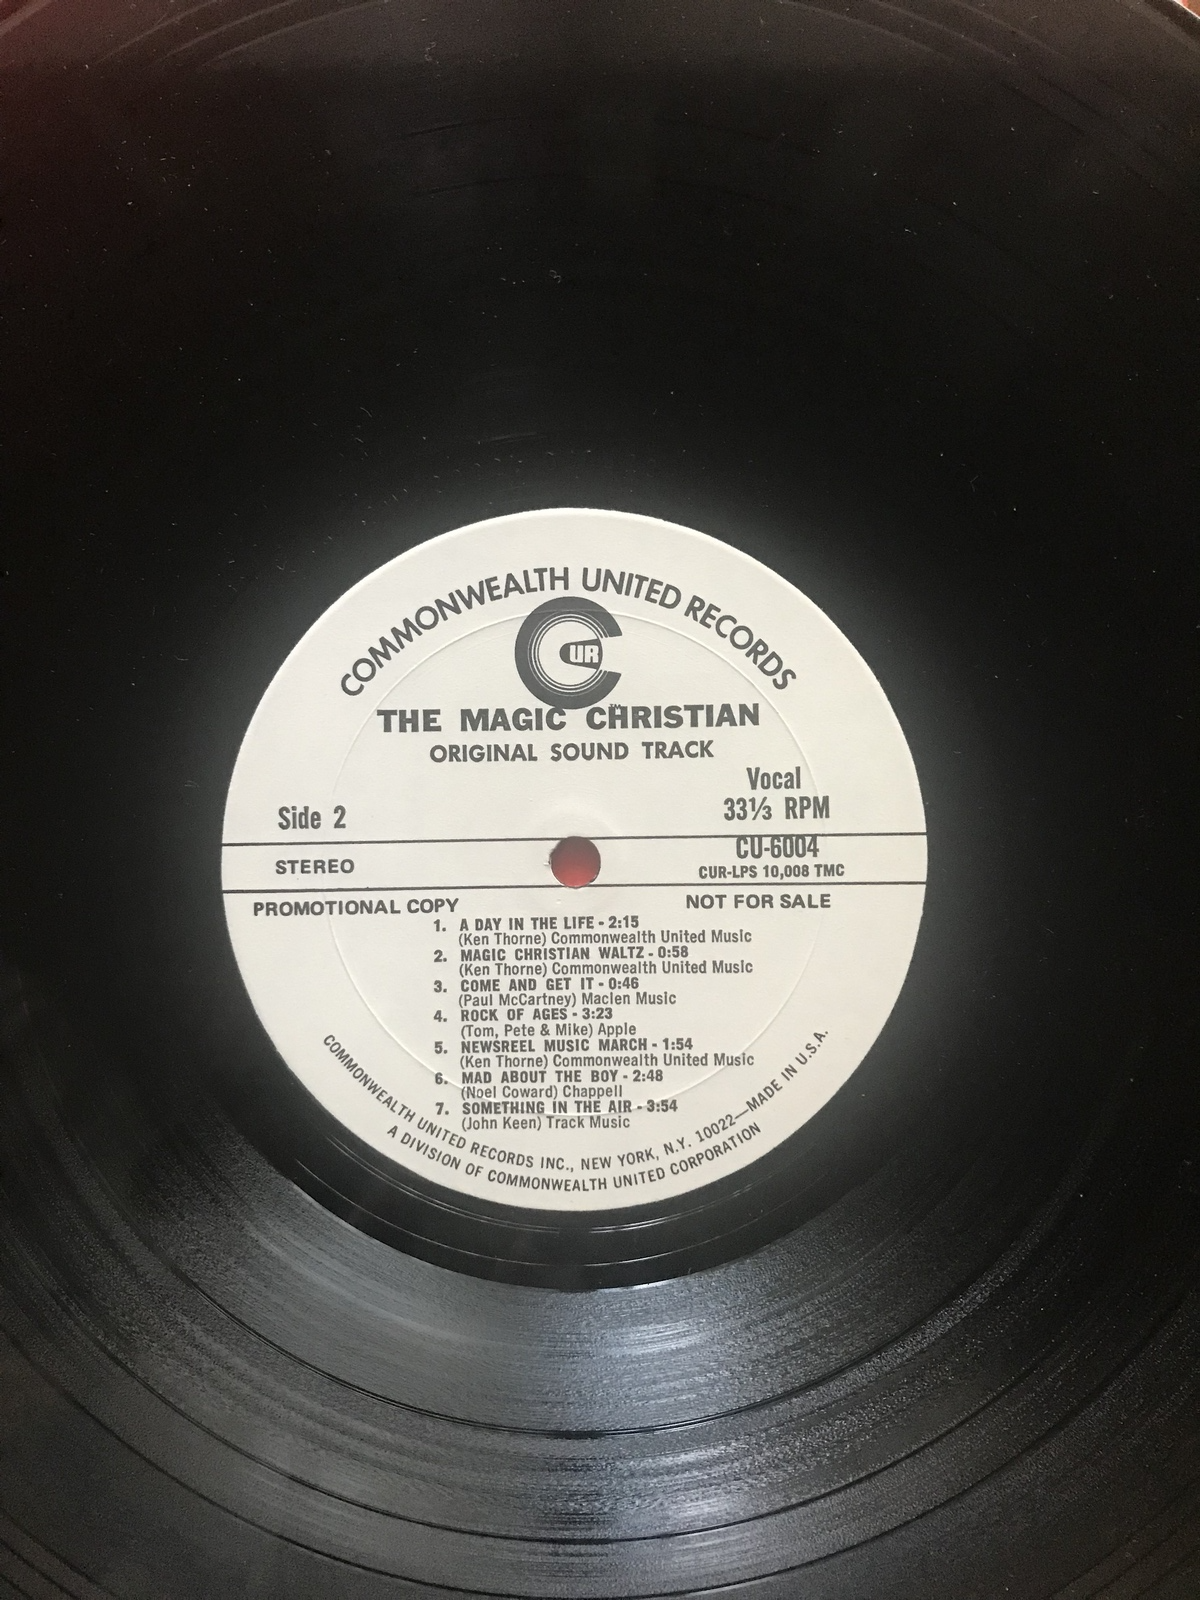 COMMONWEALTH UNITED RECORDS
CUR
TM
THE MAGIC CHRISTIAN
ORIGINAL SOUND TRACK
Vocal
Side 2
33⅓ RPM
CU-6004
STEREO
CUR-LPS 10,008 TMC
PROMOTIONAL COPY
NOT FOR SALE
1. A DAY IN THE LIFE - 2:15
(Ken Thorne) Commonwealth United Music
2. MAGIC CHRISTIAN WALTZ - 0:58
(Ken Thorne) Commonwealth United Music
3. COME AND GET IT - 0:46
(Paul McCartney) Maclen Music
4. ROCK OF AGES - 3:23
(Tom, Pete & Mike) Apple
5. NEWSREEL MUSIC MARCH - 1:54
(Ken Thorne) Commonwealth United Music
6. MAD ABOUT THE BOY - 2:48
(Noel Coward) Chappell
7. SOMETHING IN THE AIR - 3:54
(John Keen) Track Music
COMMONWEALTH UNITED RECORDS INC., NEW YORK, N.Y. 10022—MADE IN U.S.A.
A DIVISION OF COMMONWEALTH UNITED CORPORATION